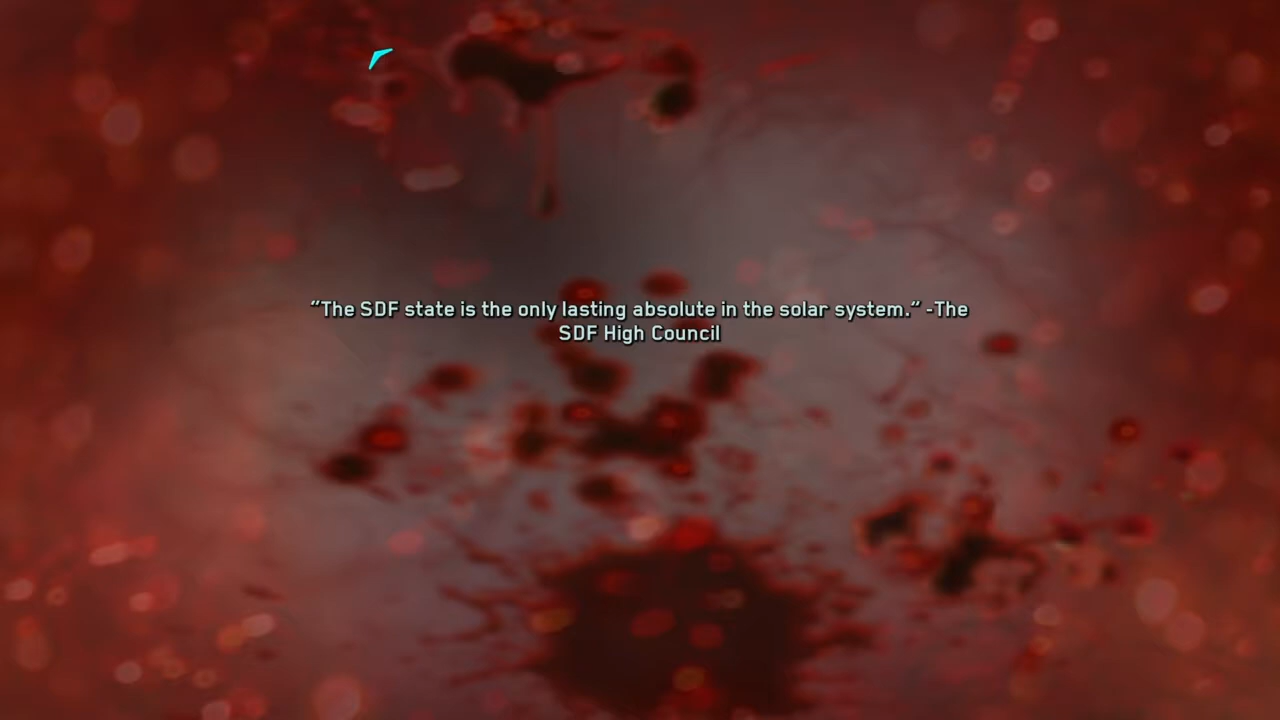 “The SDF state is the only lasting absolute in the solar system.” -The
SDF High Council